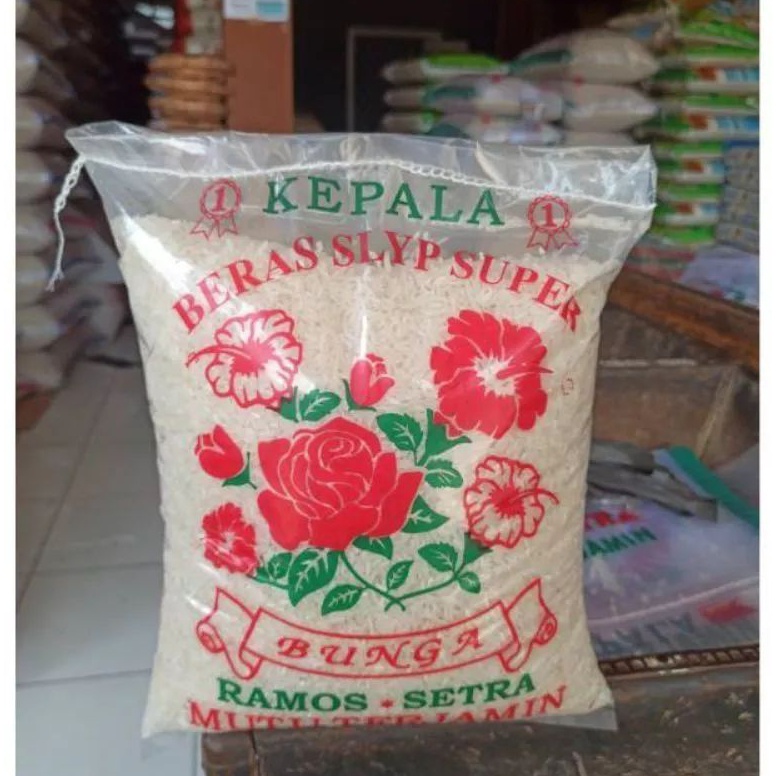 1 KEPALA 1
BERAS SLYP SUPER
BUNGA
RAMOS * SETRA
MUTU TERJAMIN